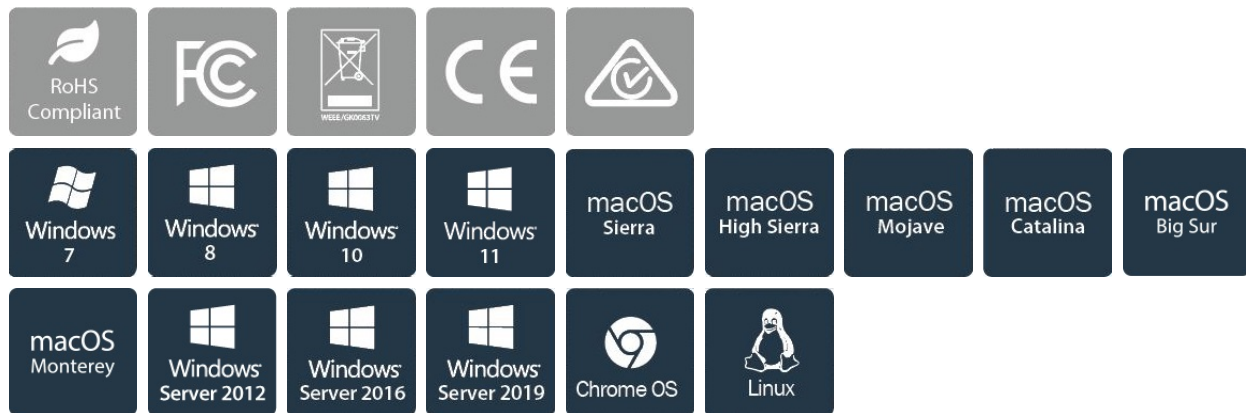 RoHS
Compliant
FC
WEEE/GK0063TV
CE
Windows
7
Windows
8
Windows
10
Windows
11
macOS
Sierra
macOS
High Sierra
macOS
Mojave
macOS
Catalina
macOS
Big Sur
macOS
Monterey
Windows
Server 2012
Windows
Server 2016
Windows
Server 2019
Chrome OS
Linux